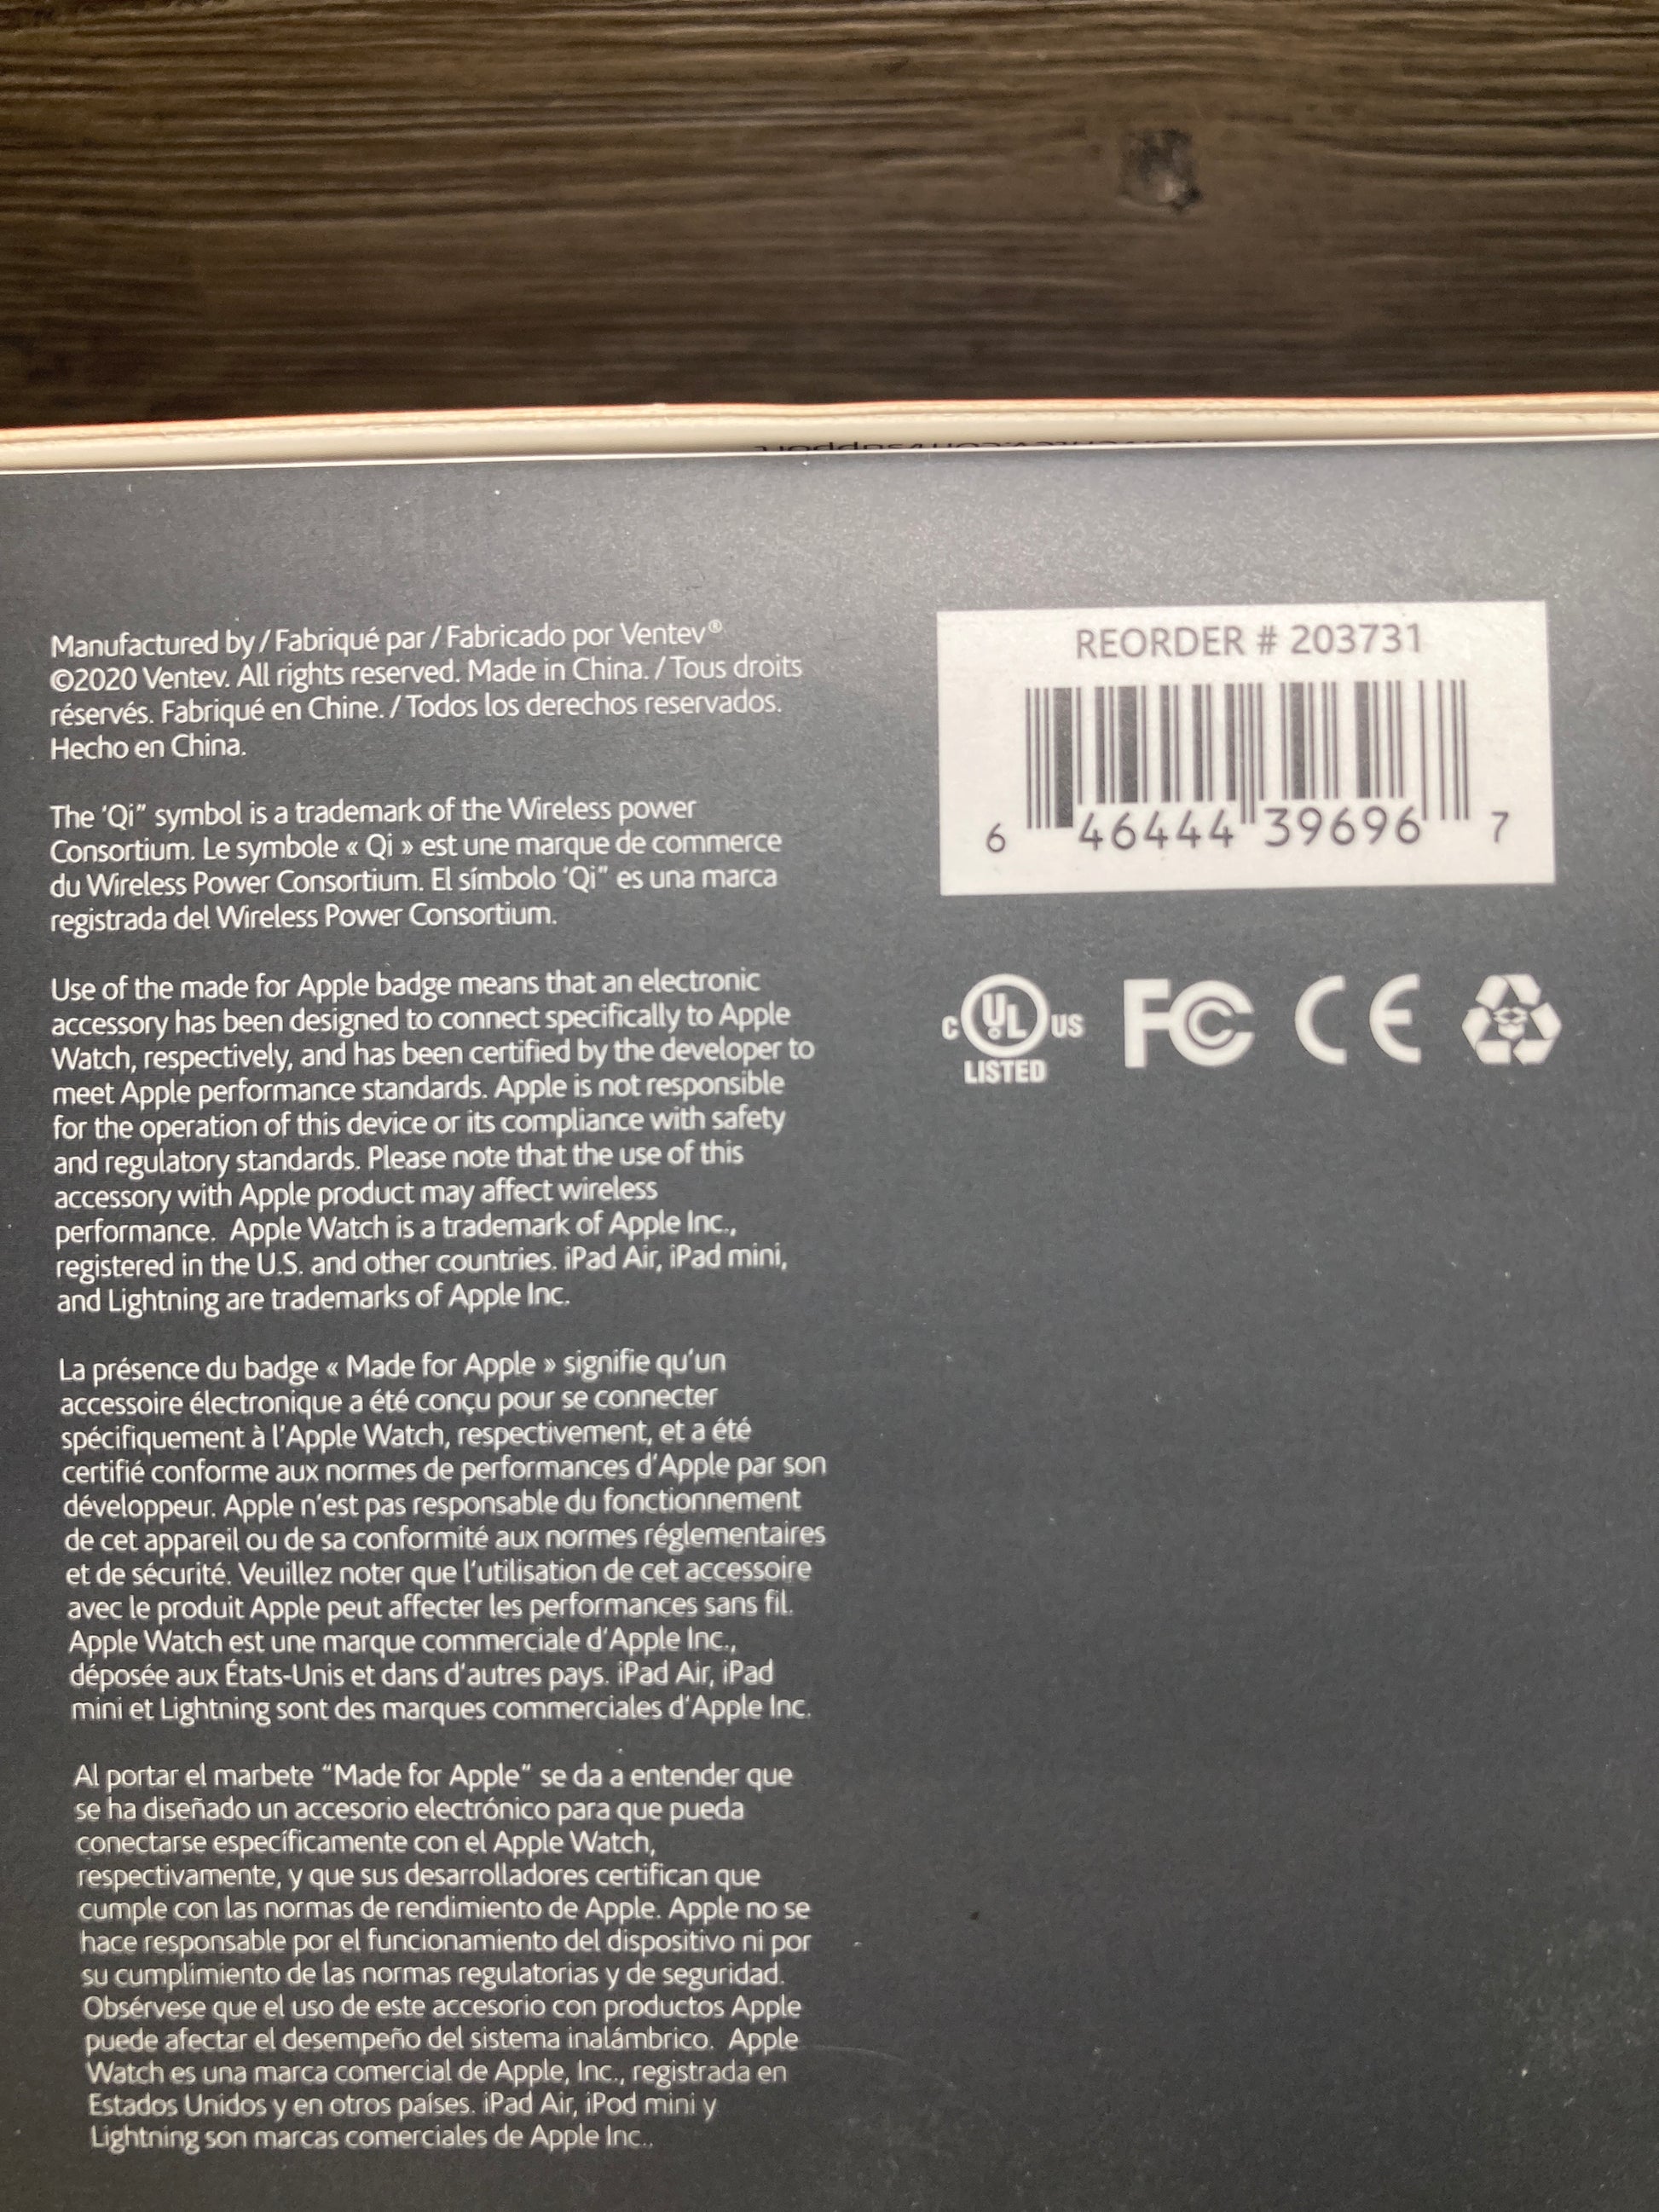 Manufactured by / Fabriqué par / Fabricado por Ventev®
©2020 Ventev. All rights reserved. Made in China. / Tous droits
réservés. Fabriqué en Chine. / Todos los derechos reservados.
Hecho en China.
The ‘Qi” symbol is a trademark of the Wireless power
Consortium. Le symbole « Qi » est une marque de commerce
du Wireless Power Consortium. El símbolo ‘Qi” es una marca
registrada del Wireless Power Consortium.
Use of the made for Apple badge means that an electronic
accessory has been designed to connect specifically to Apple
Watch, respectively, and has been certified by the developer to
meet Apple performance standards. Apple is not responsible
for the operation of this device or its compliance with safety
and regulatory standards. Please note that the use of this
accessory with Apple product may affect wireless
performance.  Apple Watch is a trademark of Apple Inc.,
registered in the U.S. and other countries. iPad Air, iPad mini,
and Lightning are trademarks of Apple Inc.
La présence du badge « Made for Apple » signifie qu’un
accessoire électronique a été conçu pour se connecter
spécifiquement à l’Apple Watch, respectivement, et a été
certifié conforme aux normes de performances d’Apple par son
développeur. Apple n’est pas responsable du fonctionnement
de cet appareil ou de sa conformité aux normes réglementaires
et de sécurité. Veuillez noter que l’utilisation de cet accessoire
avec le produit Apple peut affecter les performances sans fil.
Apple Watch est une marque commerciale d’Apple Inc.,
déposée aux États-Unis et dans d’autres pays. iPad Air, iPad
mini et Lightning sont des marques commerciales d’Apple Inc.
Al portar el marbete “Made for Apple” se da a entender que
se ha diseñado un accesorio electrónico para que pueda
conectarse específicamente con el Apple Watch,
respectivamente, y que sus desarrolladores certifican que
cumple con las normas de rendimiento de Apple. Apple no se
hace responsable por el funcionamiento del dispositivo ni por
su cumplimiento de las normas regulatorias y de seguridad.
Obsérvese que el uso de este accesorio con productos Apple
puede afectar el desempeño del sistema inalámbrico.  Apple
Watch es una marca comercial de Apple, Inc., registrada en
Estados Unidos y en otros países. iPad Air, iPod mini y
Lightning son marcas comerciales de Apple Inc..
REORDER # 203731
6 46444 39696 7
C UL US FC CE
LISTED